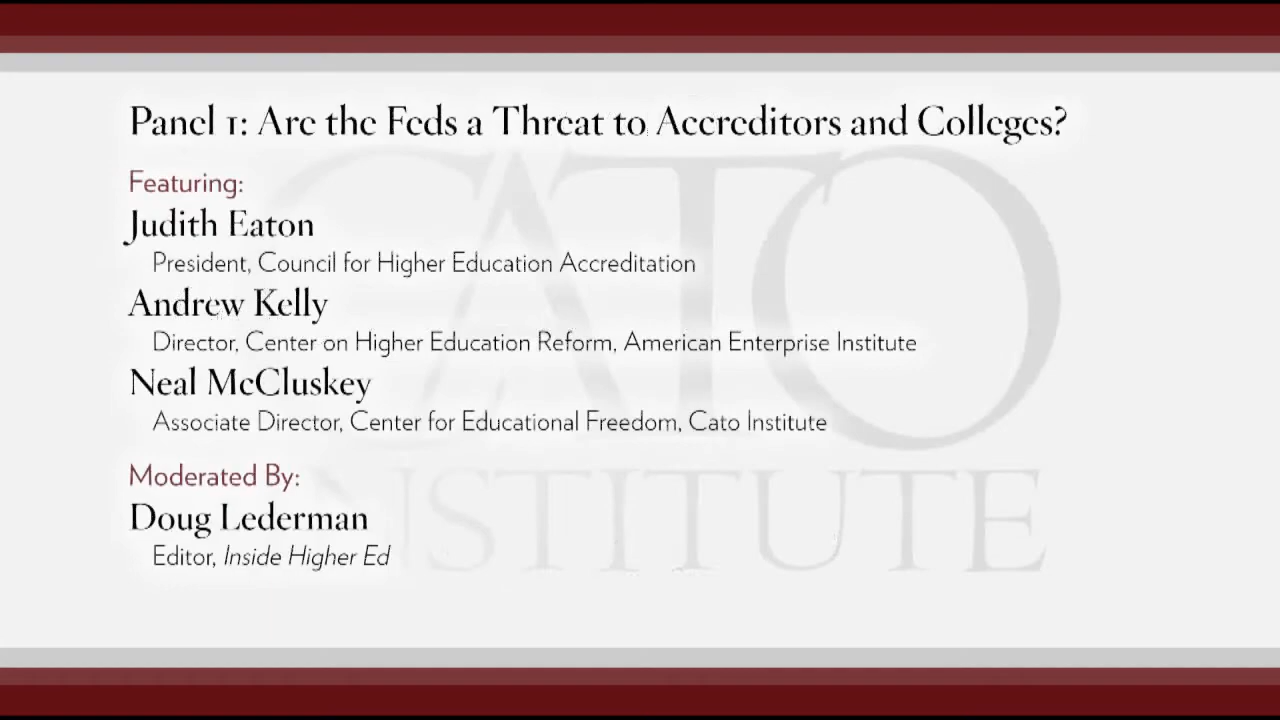 Panel 1: Are the Feds a Threat to Accreditors and Colleges?
Featuring:
Judith Eaton
President, Council for Higher Education Accreditation
Andrew Kelly
Director, Center on Higher Education Reform, American Enterprise Institute
Neal McCluskey
Associate Director, Center for Educational Freedom, Cato Institute
Moderated By:
Doug Lederman
Editor, Inside Higher Ed
CATO
INSTITUTE